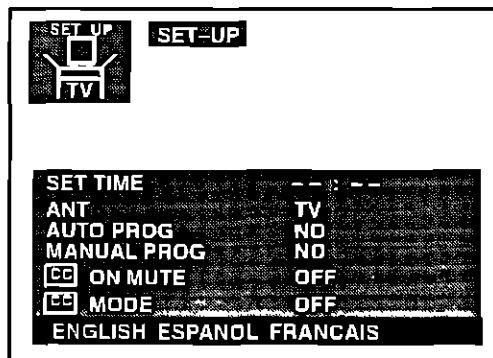 SET UP
TV
SET-UP
SET TIME --:--
ANT TV
AUTO PROG NO
MANUAL PROG NO
CC ON MUTE OFF
CC MODE OFF
ENGLISH ESPANOL FRANCAIS